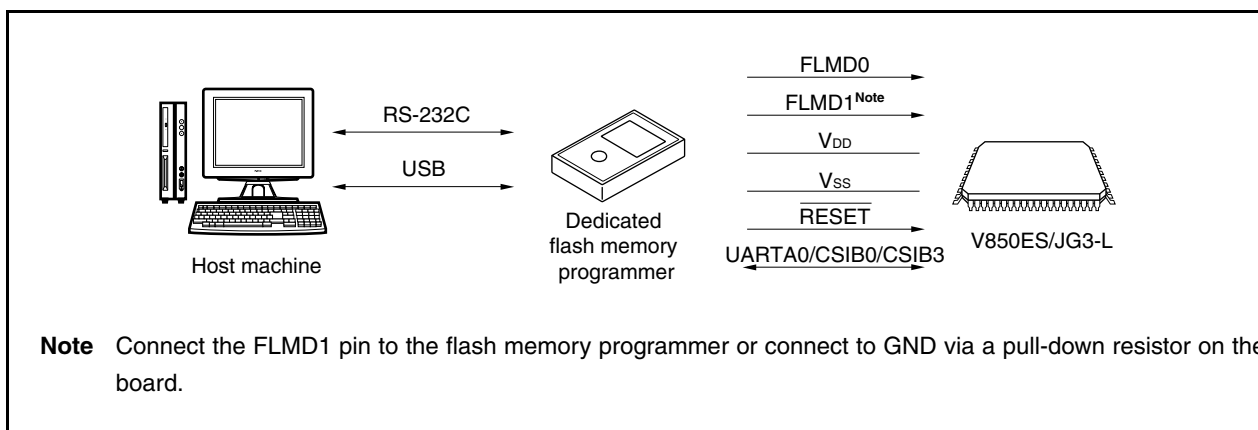 FLMD0
FLMD1Note
RS-232C
VDD
USB
VSS
RESET
UARTA0/CSIB0/CSIB3
Host machine
Dedicated
flash memory
programmer
V850ES/JG3-L
Note Connect the FLMD1 pin to the flash memory programmer or connect to GND via a pull-down resistor on the
board.